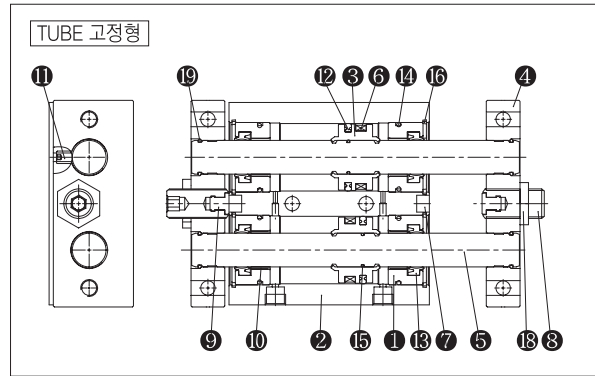 TUBE 고정형
⓫ ⓳ ⓬ ❸ ❻ ⓮ ⓰ ❹
❾ ❿ ❷ ⓯ ❶ ⓭ ❼ ❺ ⓲ ❽